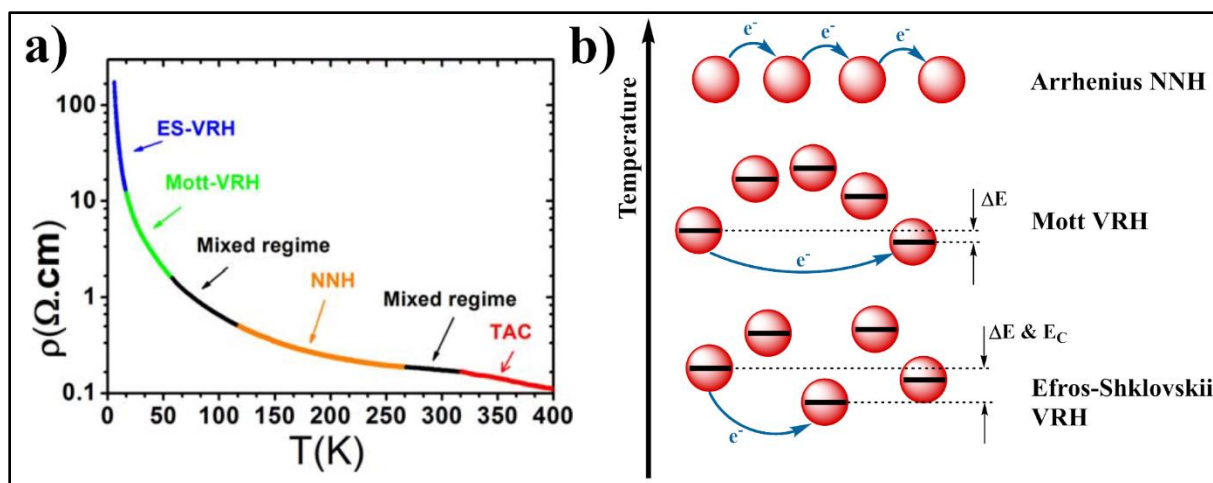 a)
ρ(Ω.cm)
100
10
1
0.1
ES-VRH
Mott-VRH
Mixed regime
NNH
Mixed regime
TAC
0 50 100 150 200 250 300 350 400
T(K)
b)
Temperature
e⁻ e⁻ e⁻
Arrhenius NNH
ΔE
Mott VRH
e⁻
ΔE & E_C
Efros-Shklovskii
VRH
e⁻